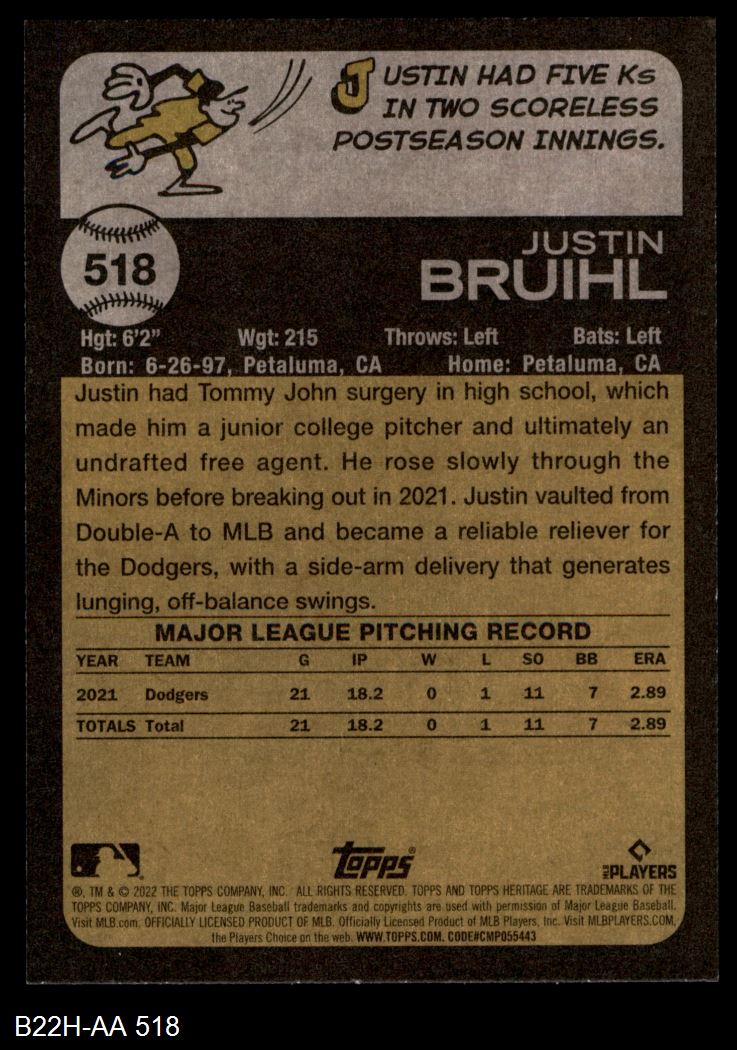 JUSTIN HAD FIVE Ks
IN TWO SCORELESS
POSTSEASON INNINGS.
518
JUSTIN
BRUIHL
Hgt: 6'2" Wgt: 215 Throws: Left Bats: Left
Born: 6-26-97, Petaluma, CA Home: Petaluma, CA
Justin had Tommy John surgery in high school, which
made him a junior college pitcher and ultimately an
undrafted free agent. He rose slowly through the
Minors before breaking out in 2021. Justin vaulted from
Double-A to MLB and became a reliable reliever for
the Dodgers, with a side-arm delivery that generates
lunging, off-balance swings.
MAJOR LEAGUE PITCHING RECORD
YEAR TEAM G IP W L SO BB ERA
2021 Dodgers 21 18.2 0 1 11 7 2.89
TOTALS Total 21 18.2 0 1 11 7 2.89
Topps
MLB PLAYERS
®, TM & © 2022 THE TOPPS COMPANY, INC. ALL RIGHTS RESERVED. TOPPS AND TOPPS HERITAGE ARE TRADEMARKS OF THE
TOPPS COMPANY, INC. Major League Baseball trademarks and copyrights are used with permission of Major League Baseball.
Visit MLB.com. OFFICIALLY LICENSED PRODUCT OF MLB. Officially Licensed Product of MLB Players, Inc. Visit MLBPLAYERS.COM,
the Players Choice on the web. WWW.TOPPS.COM. CODE#CMP055443
B22H-AA 518